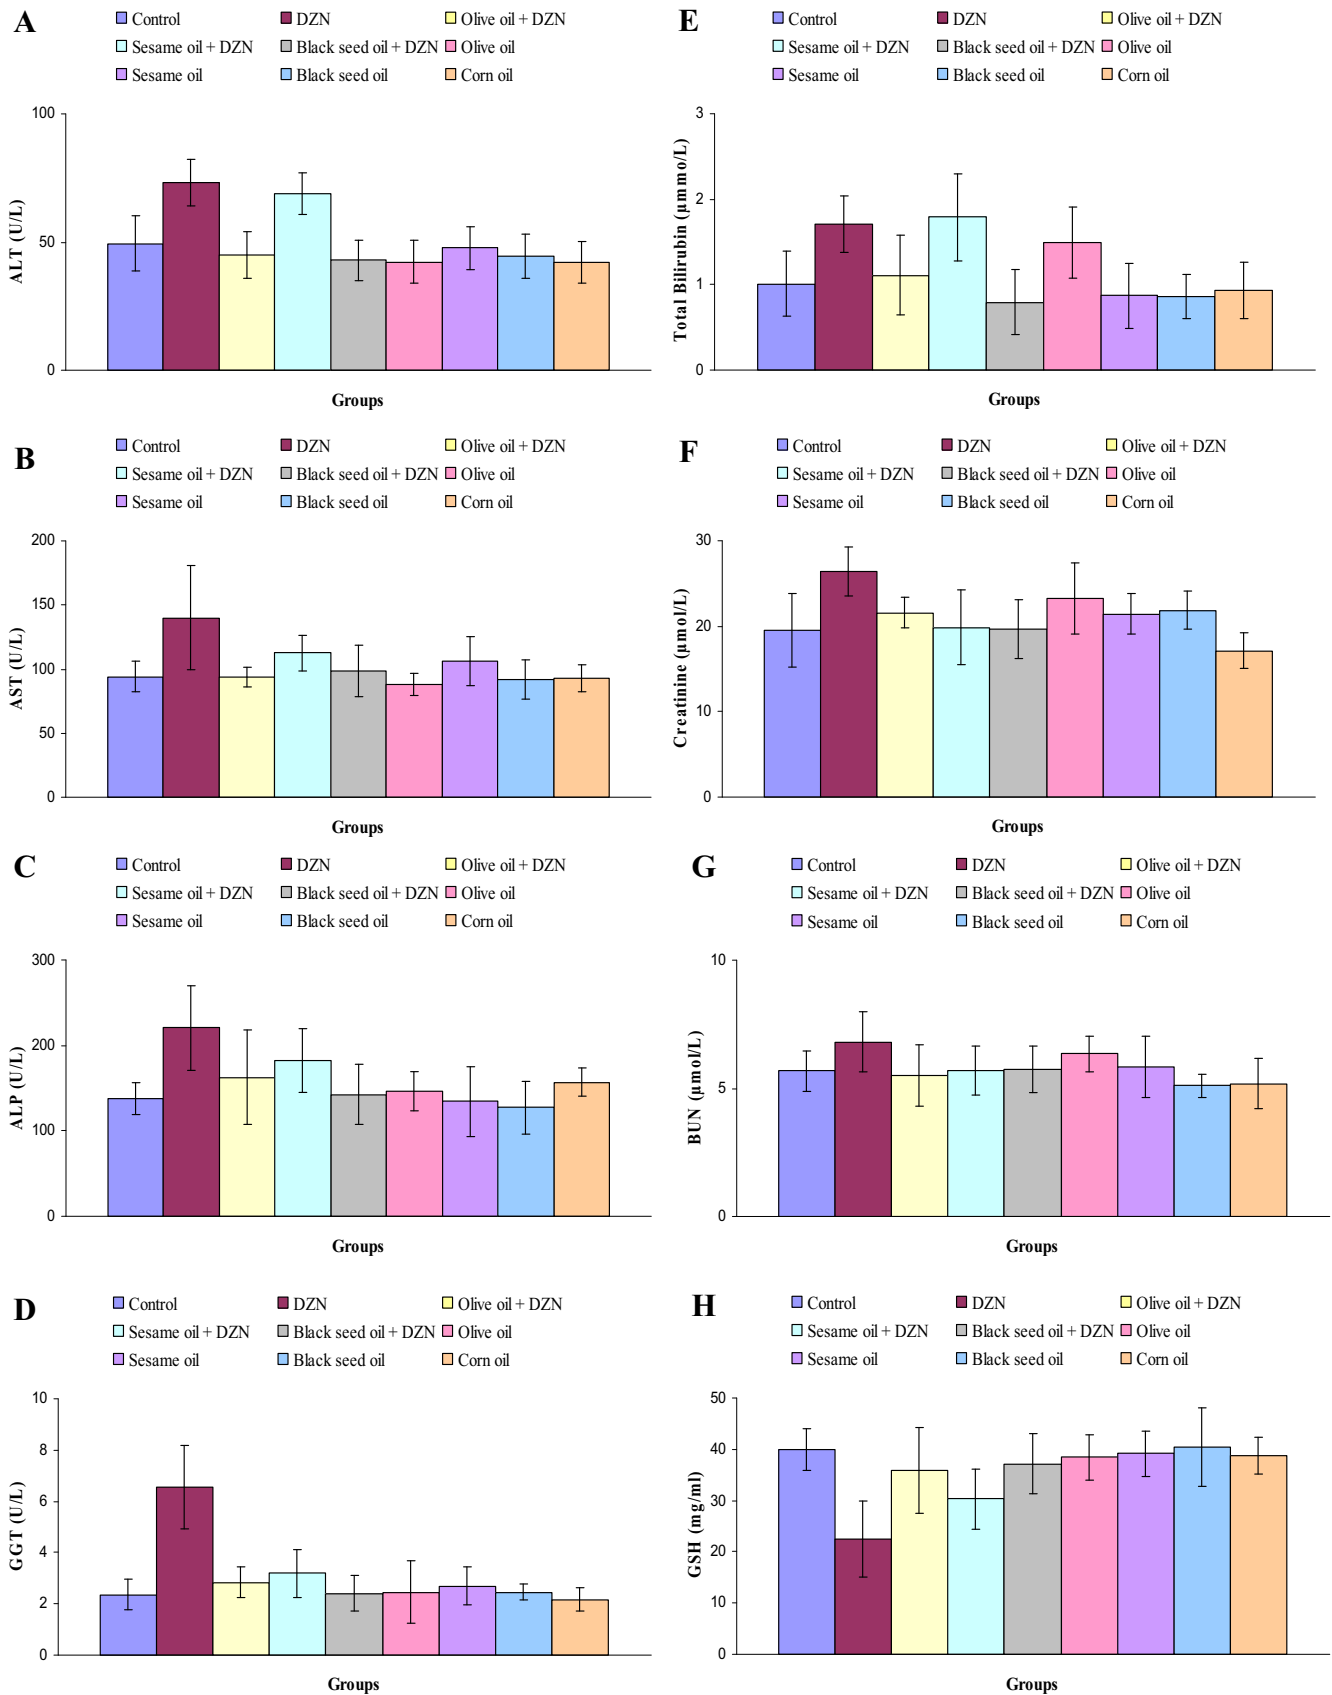 A
Control
DZN
Olive oil + DZN
Sesame oil + DZN
Black seed oil + DZN
Olive oil
Sesame oil
Black seed oil
Corn oil
100
50
0
ALT (U/L)
Groups
B
Control
DZN
Olive oil + DZN
Sesame oil + DZN
Black seed oil + DZN
Olive oil
Sesame oil
Black seed oil
Corn oil
200
150
100
50
0
AST (U/L)
Groups
C
Control
DZN
Olive oil + DZN
Sesame oil + DZN
Black seed oil + DZN
Olive oil
Sesame oil
Black seed oil
Corn oil
300
200
100
0
ALP (U/L)
Groups
D
Control
DZN
Olive oil + DZN
Sesame oil + DZN
Black seed oil + DZN
Olive oil
Sesame oil
Black seed oil
Corn oil
10
8
6
4
2
0
GGT (U/L)
Groups
E
Control
DZN
Olive oil + DZN
Sesame oil + DZN
Black seed oil + DZN
Olive oil
Sesame oil
Black seed oil
Corn oil
3
2
1
0
Total Bilirubin (µmmo/L)
Groups
F
Control
DZN
Olive oil + DZN
Sesame oil + DZN
Black seed oil + DZN
Olive oil
Sesame oil
Black seed oil
Corn oil
30
20
10
0
Creatinine (µmol/L)
Groups
G
Control
DZN
Olive oil + DZN
Sesame oil + DZN
Black seed oil + DZN
Olive oil
Sesame oil
Black seed oil
Corn oil
10
5
0
BUN (µmol/L)
Groups
H
Control
DZN
Olive oil + DZN
Sesame oil + DZN
Black seed oil + DZN
Olive oil
Sesame oil
Black seed oil
Corn oil
50
40
30
20
10
0
GSH (mg/ml)
Groups